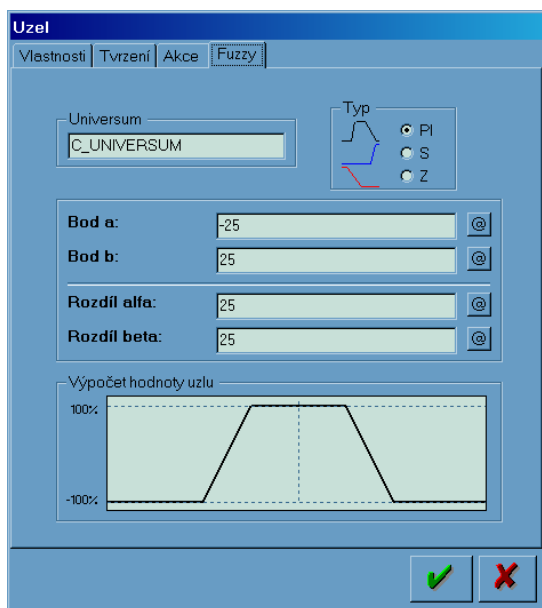 Uzel
Vlastnosti Tvrzení Akce Fuzzy
Universum
C_UNIVERSUM
Typ
PI
S
Z
Bod a: -25 @
Bod b: 25 @
Rozdíl alfa: 25 @
Rozdíl beta: 25 @
Výpočet hodnoty uzlu
100%
-100%